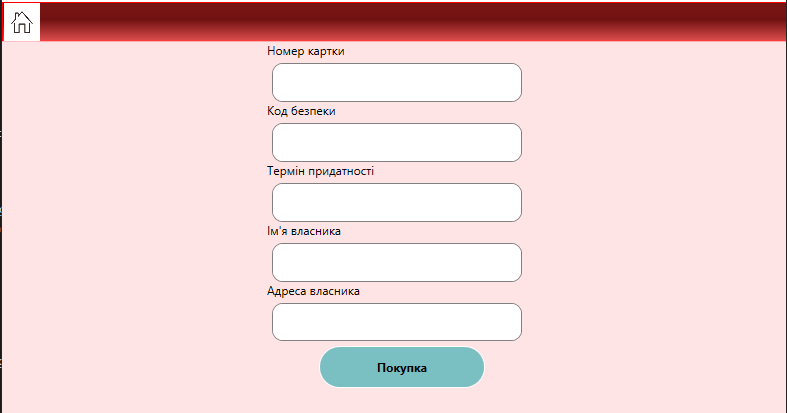 Номер картки
Код безпеки
Термін придатності
Ім'я власника
Адреса власника
Покупка